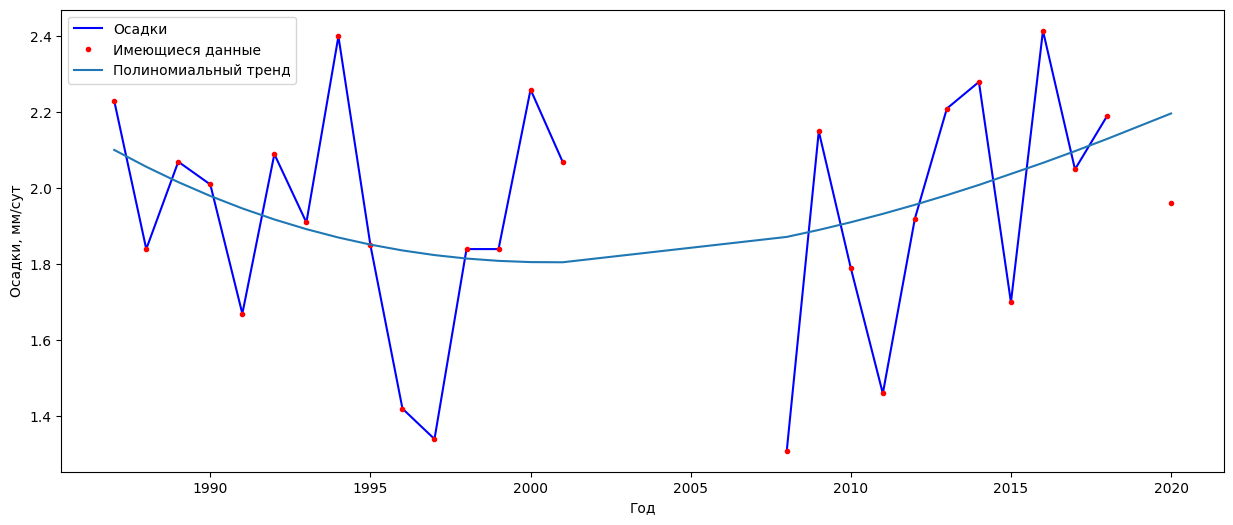 Осадки
Имеющиеся данные
Полиномиальный тренд
Осадки, мм/сут
2.4
2.2
2.0
1.8
1.6
1.4
1990
1995
2000
2005
2010
2015
2020
Год